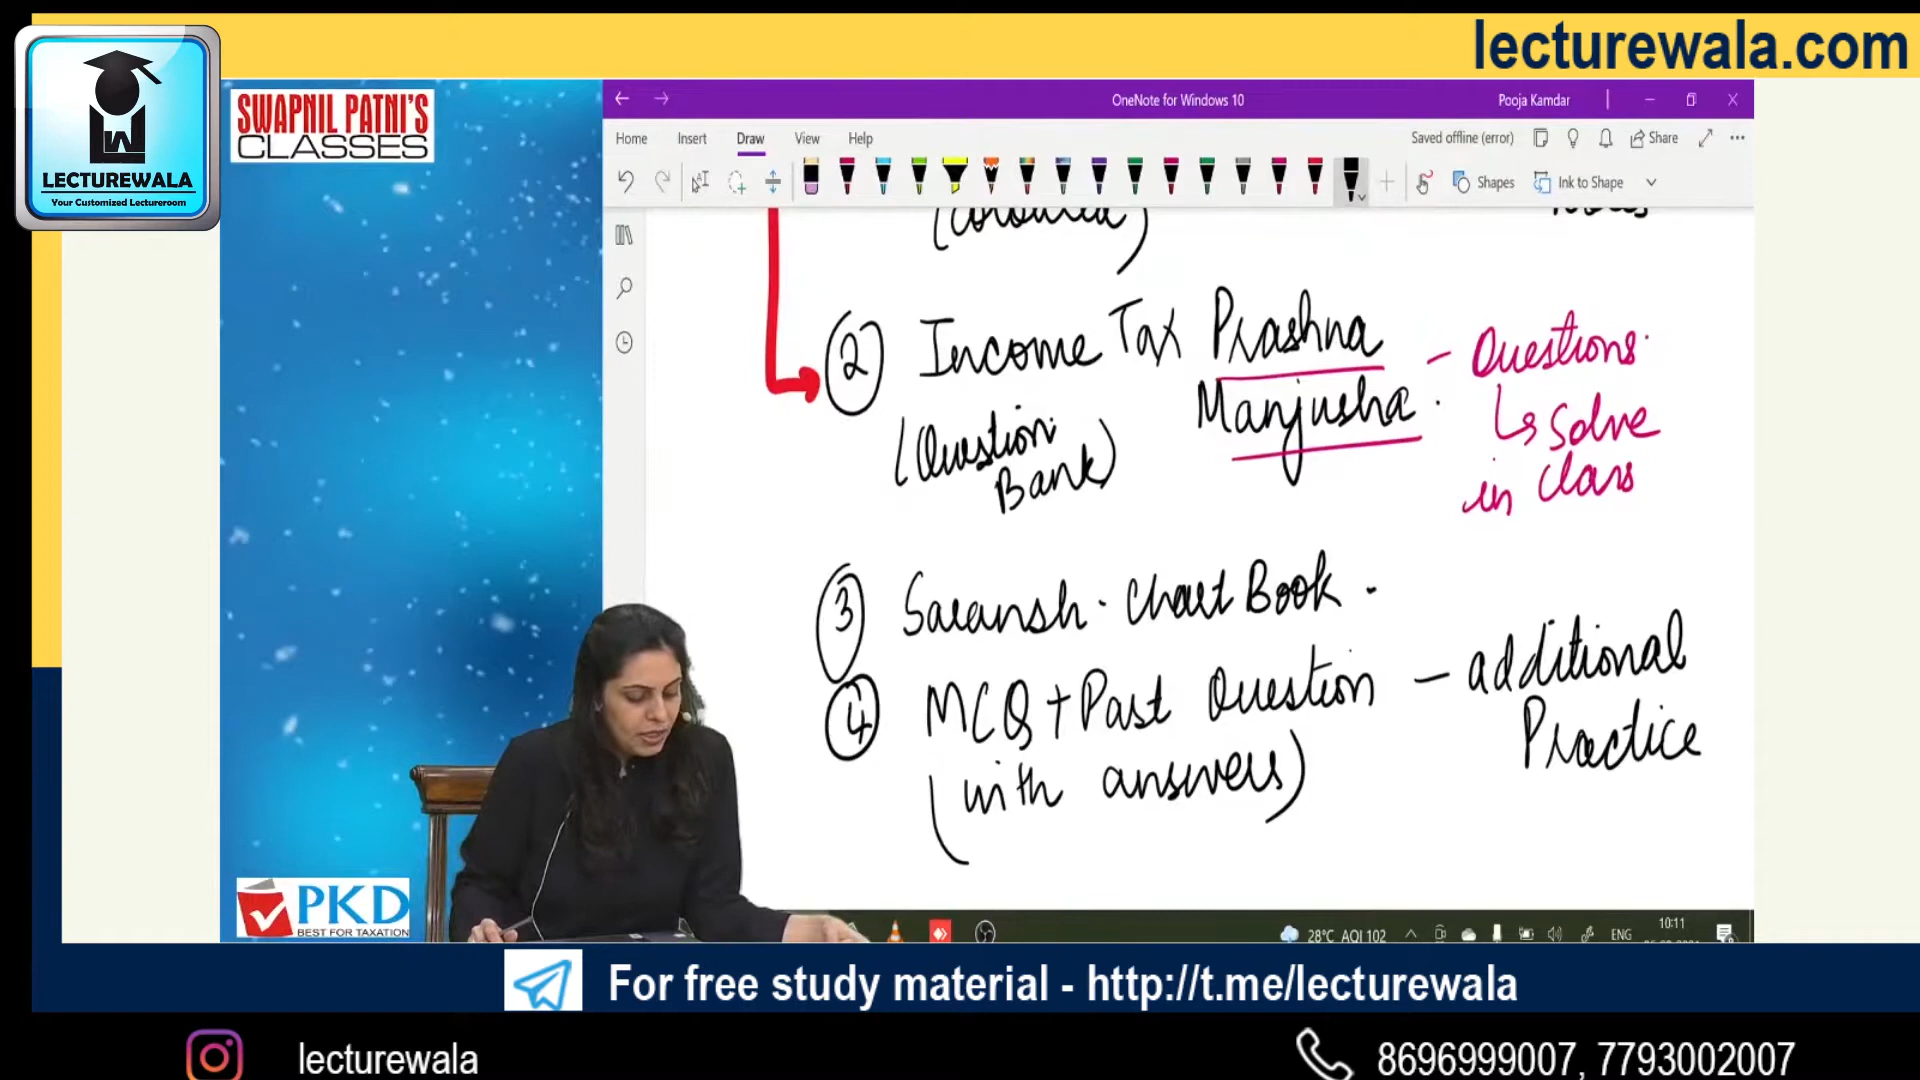 lecturewala.com
LECTUREWALA
Your Customized Lectureroom
SWAPNIL PATNI'S
CLASSES
OneNote for Windows 10
Pooja Kamdar
Home Insert Draw View Help
Saved offline (error)
Share
Shapes
Ink to Shape
② Income Tax Prashna
Manjusha.
(Question
Bank)
- Questions.
↳ Solve
in class
③ Saransh. Chart Book.
④ MCQ + Past Question - additional
Practice
(with answers)
PKD
BEST FOR TAXATION
28°C AQI 102
ENG
10:11
For free study material - http://t.me/lecturewala
lecturewala
8696999007, 7793002007